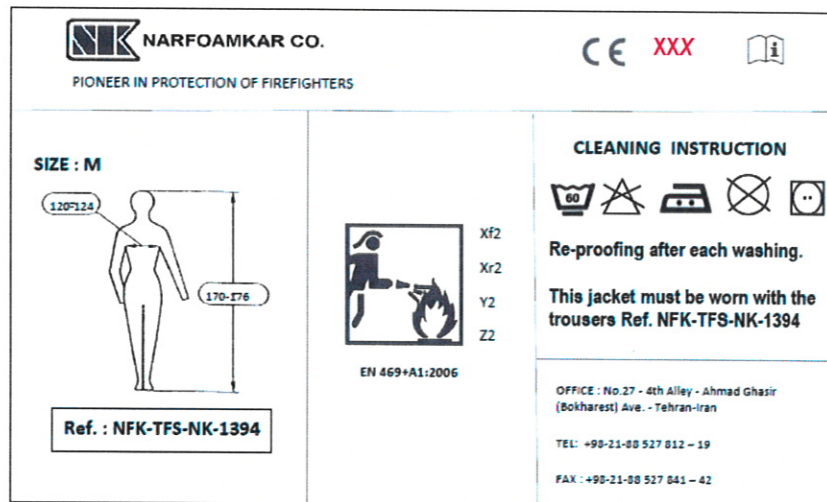 NK NARFOAMKAR CO.
PIONEER IN PROTECTION OF FIREFIGHTERS
CE XXX i
SIZE : M
120-124
170-176
Ref. : NFK-TFS-NK-1394
Xf2
Xr2
Y2
Z2
EN 469+A1:2006
CLEANING INSTRUCTION
60
Re-proofing after each washing.
This jacket must be worn with the
trousers Ref. NFK-TFS-NK-1394
OFFICE : No.27 - 4th Alley - Ahmad Ghasir
(Bokharest) Ave. - Tehran-Iran
TEL: +98-21-88 527 812 – 19
FAX : +98-21-88 527 841 – 42